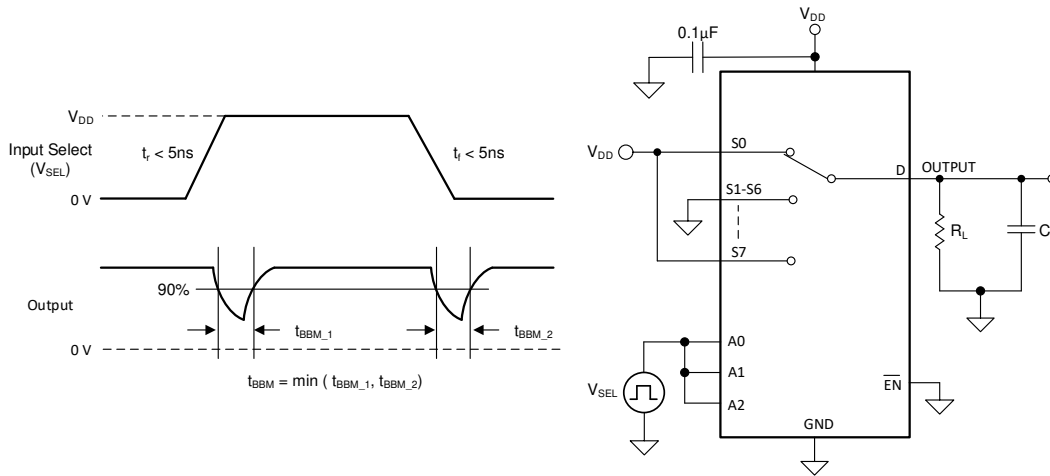 V_DD
Input Select
(V_SEL)
t_r < 5ns
t_f < 5ns
0 V
90%
Output
t_BBM_1
t_BBM_2
0 V
t_BBM = min ( t_BBM_1, t_BBM_2)
V_DD
0.1µF
V_DD
S0
D
OUTPUT
S1-S6
S7
R_L
C
A0
A1
A2
V_SEL
EN
GND